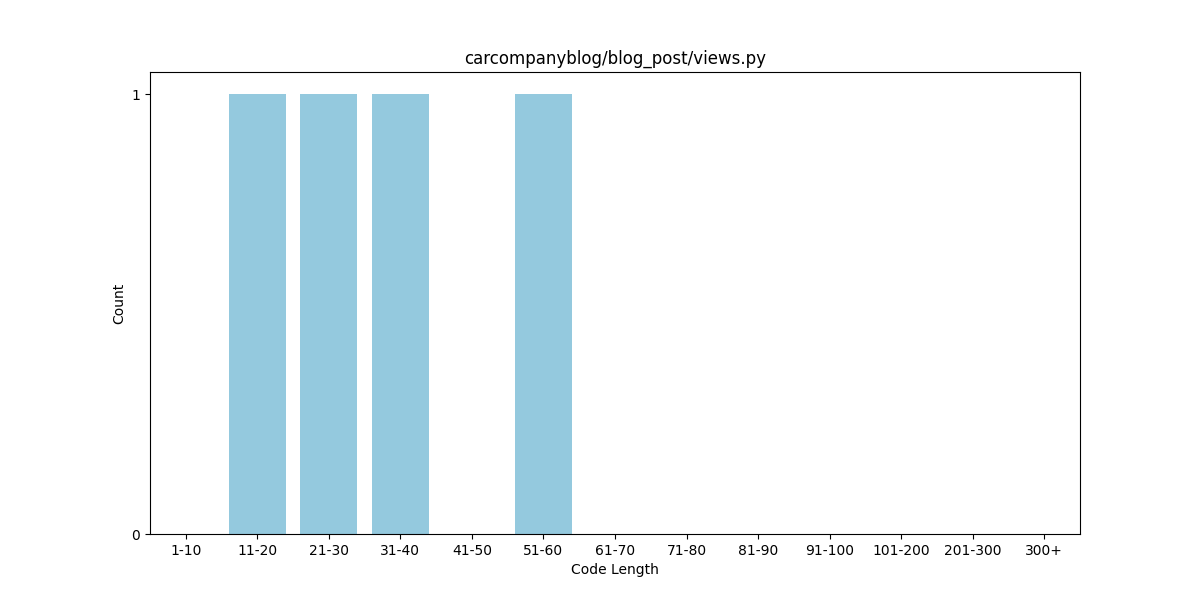 carcompanyblog/blog_post/views.py
1
Count
0
1-10 11-20 21-30 31-40 41-50 51-60 61-70 71-80 81-90 91-100 101-200 201-300 300+
Code Length